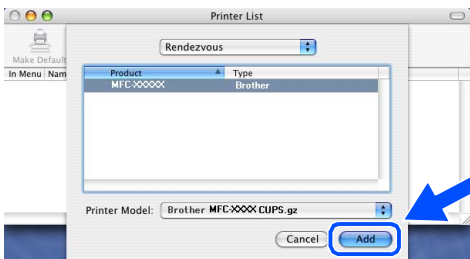 Printer List
Rendezvous
Make Default
In Menu Nam
Product Type
MFC-XXXXX Brother
Printer Model: Brother MFC-XXXX CUPS.gz
Cancel Add